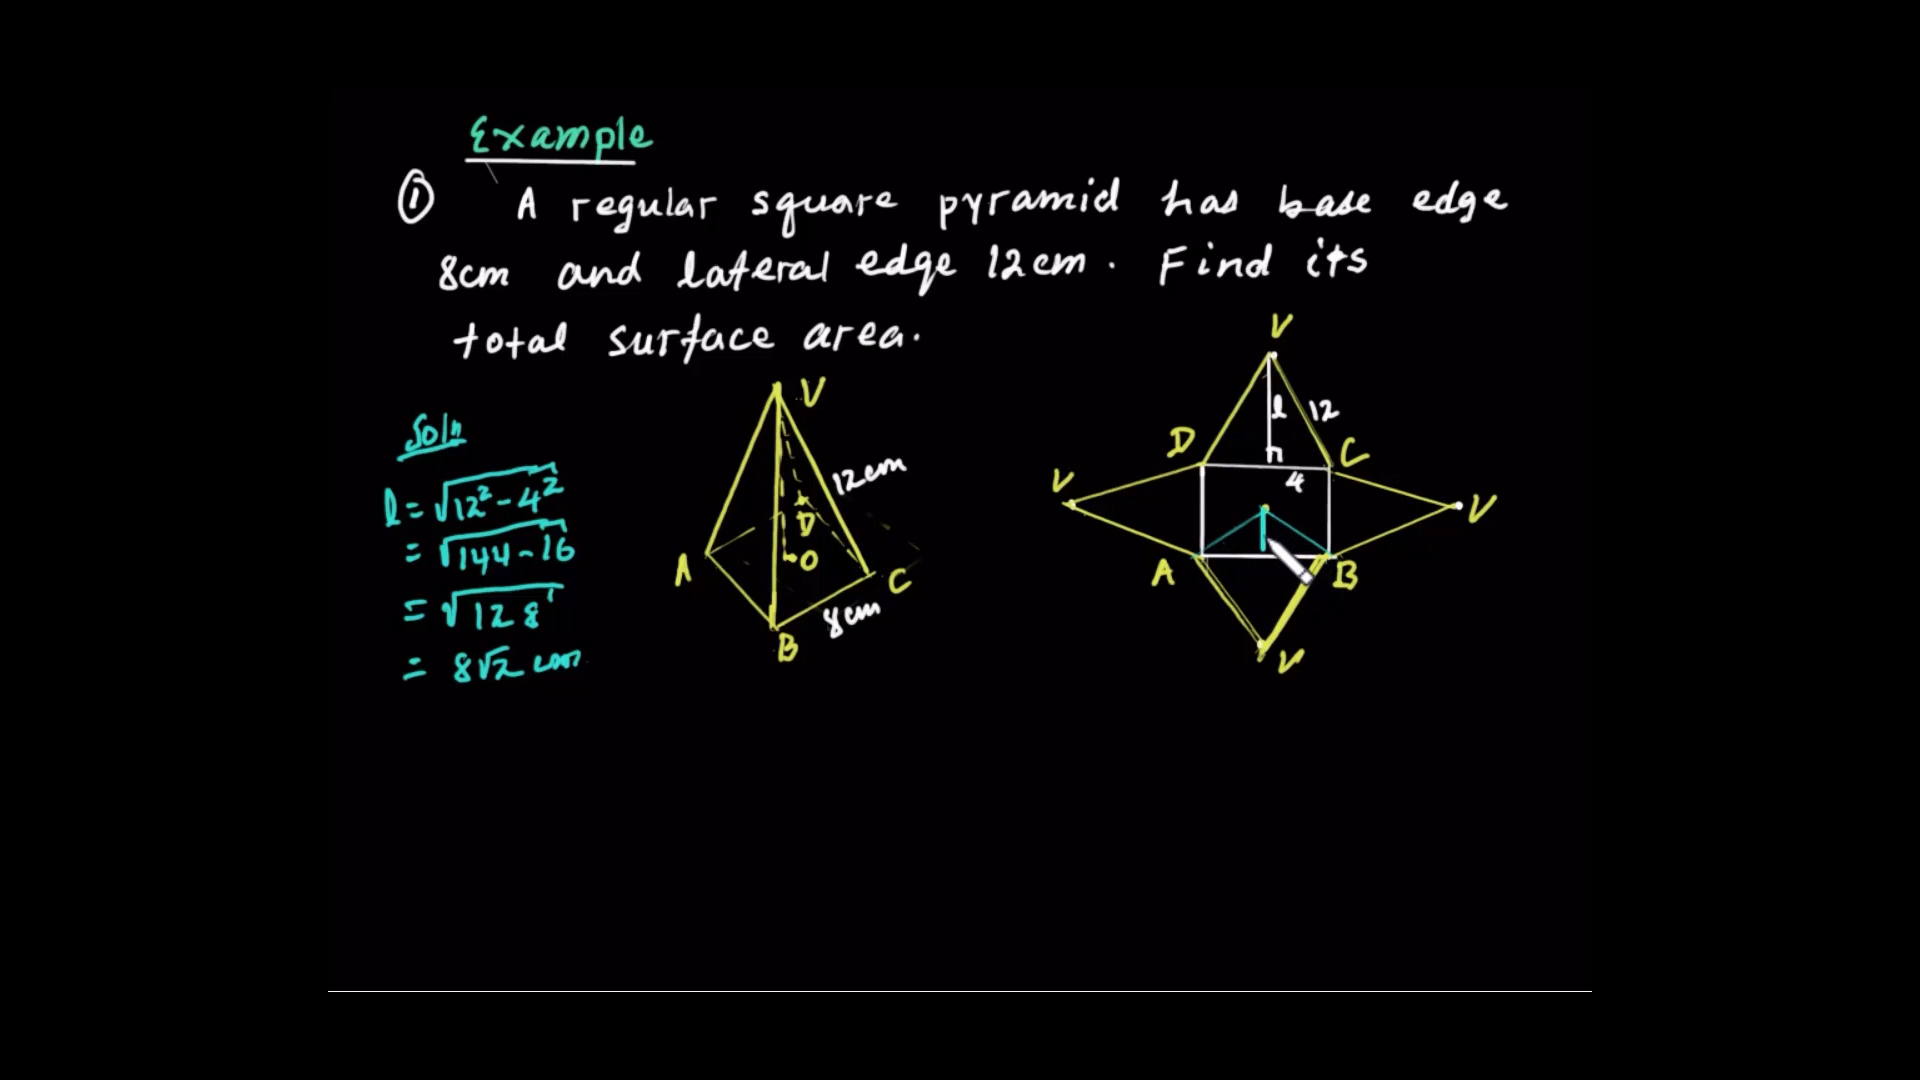 Example
① A regular square pyramid has base edge
8cm and lateral edge 12cm. Find its
total surface area.
Soln
l = √12² - 4²
= √144 - 16
= √128
= 8√2 cm
V
12cm
D
A
O
C
8cm
B
V
l
12
D
C
4
V
V
A
B
V